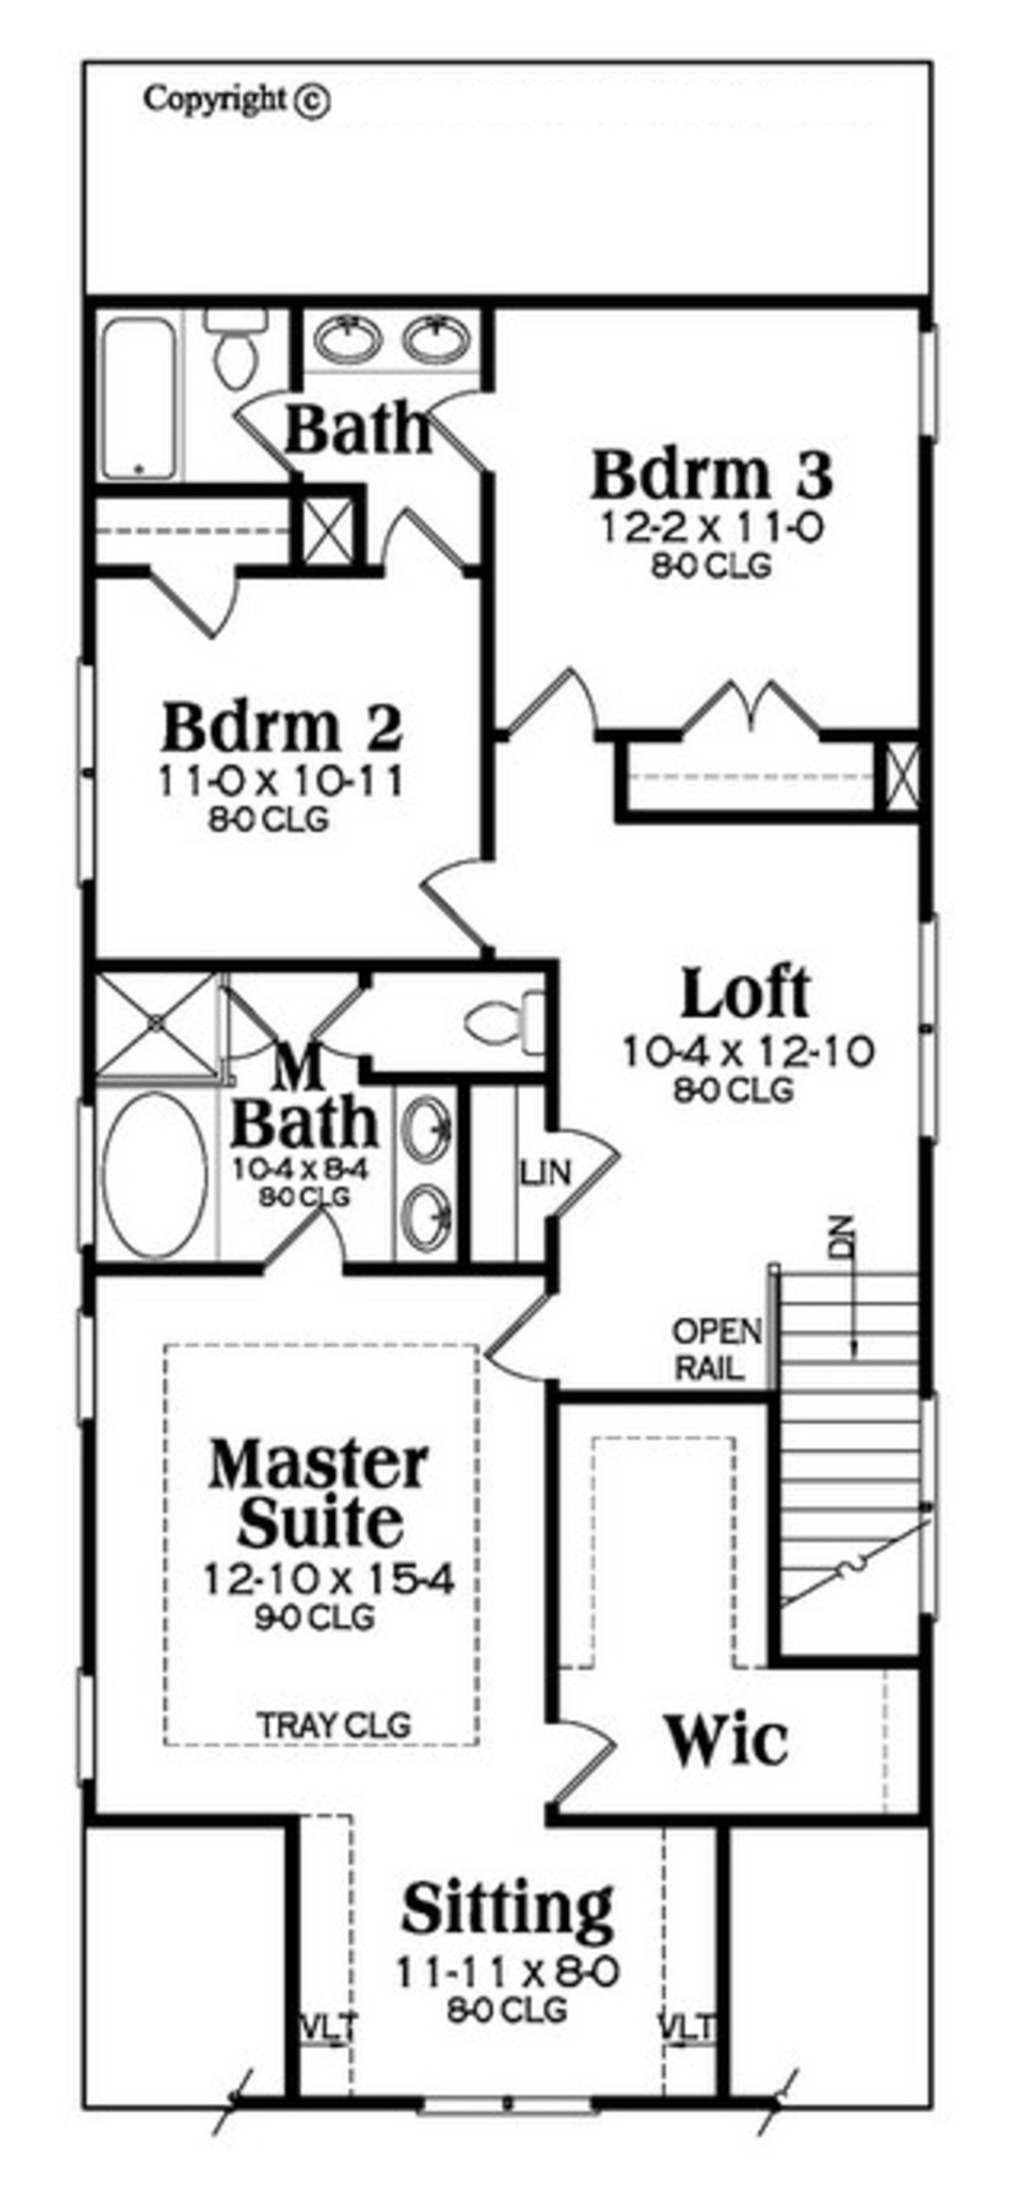 Copyright ©
Bath
Bdrm 3
12-2 x 11-0
8-0 CLG
Bdrm 2
11-0 x 10-11
8-0 CLG
Loft
10-4 x 12-10
8-0 CLG
M
Bath
10-4 x 8-4
8-0 CLG
LIN
DN
OPEN
RAIL
Master
Suite
12-10 x 15-4
9-0 CLG
TRAY CLG
Wic
Sitting
11-11 x 8-0
8-0 CLG
VLT
VLT